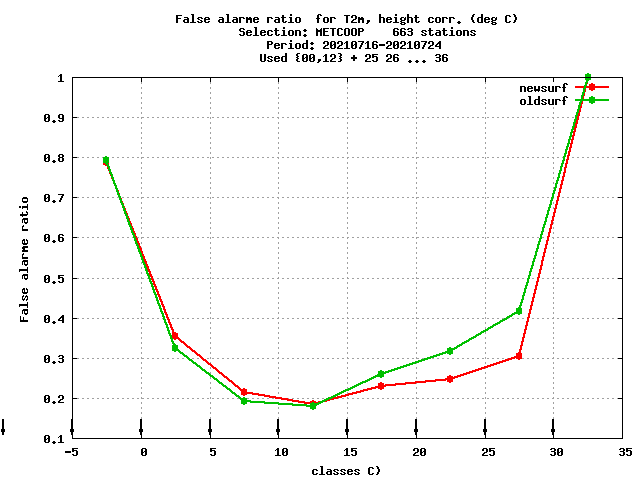 False alarme ratio  for T2m, height corr. (deg C)
Selection: METCOOP    663 stations
Period: 20210716-20210724
Used {00,12} + 25 26 ... 36
newsurf
oldsurf
1
0.9
0.8
0.7
0.6
0.5
0.4
0.3
0.2
0.1
False alarme ratio
-5 0 5 10 15 20 25 30 35
classes C)